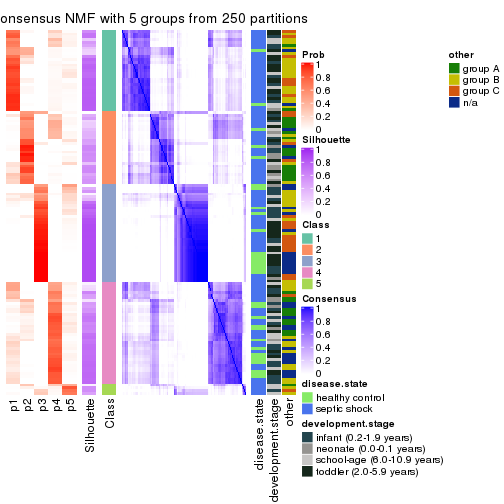 onsensus NMF with 5 groups from 250 partitions
Prob
1
0.8
0.6
0.4
0.2
0
Silhouette
1
0.8
0.6
0.4
0.2
0
Class
1
2
3
4
5
Consensus
1
0.8
0.6
0.4
0.2
0
disease.state
healthy control
septic shock
development.stage
infant (0.2-1.9 years)
neonate (0.0-0.1 years)
school-age (6.0-10.9 years)
toddler (2.0-5.9 years)
other
group A
group B
group C
n/a
p1
p2
p3
p4
p5
Silhouette
Class
disease.state
development.stage
other